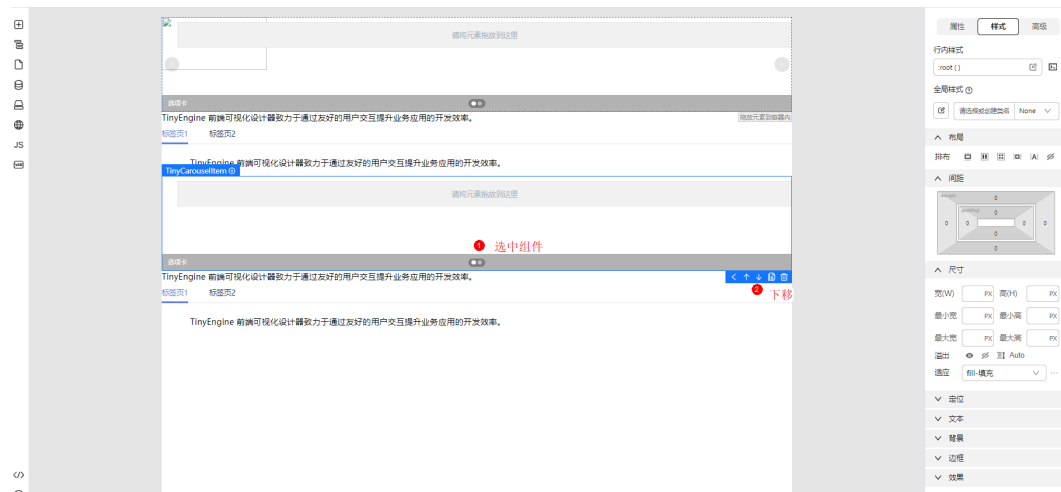 属性 样式 高级
行内样式
:root { }
全局样式
请选择或创建类名 None
布局
排布
间距
margin
0
padding
0
0 0 0 0
0
0
尺寸
宽(W) PX 高(H) PX
最小宽 PX 最小高 PX
最大宽 PX 最大高 PX
溢出 Auto
适应 fill-填充
定位
文本
背景
边框
效果
JS
请将元素拖放到这里
选项卡
TinyEngine 前端可视化设计器致力于通过友好的用户交互提升业务应用的开发效率。
拖放元素到容器内
标签页1 标签页2
TinyEngine 前端可视化设计器致力于通过友好的用户交互提升业务应用的开发效率。
TinyCarouselItem
请将元素拖放到这里
1 选中组件
选项卡
TinyEngine 前端可视化设计器致力于通过友好的用户交互提升业务应用的开发效率。
标签页1 标签页2
2 下移
TinyEngine 前端可视化设计器致力于通过友好的用户交互提升业务应用的开发效率。